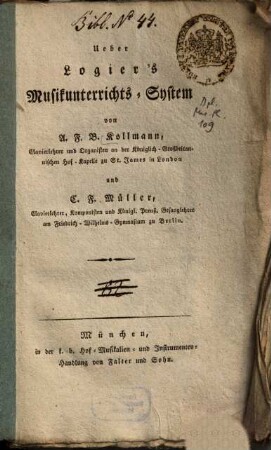 Bibl. Nº 44.
Ueber
Logier's
Musikunterrichts-System
von
A. F. B. Kollmann,
Clavierlehrer und Organisten an der Königlich-Großbritan-
nischen Hof-Kapelle zu St. James in London
und
C. F. Müller,
Clavierlehrer, Komponisten und Königl. Preuß. Gesanglehrer
am Friedrich-Wilhelms-Gymnasium zu Berlin.
München,
in der k. b. Hof-Musikalien- und Instrumenten-
Handlung von Falter und Sohn.